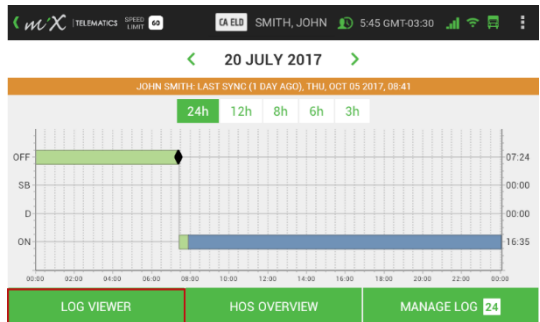 miX TELEMATICS SPEED LIMIT 60 CA ELD SMITH, JOHN 5:45 GMT-03:30
20 JULY 2017
JOHN SMITH: LAST SYNC (1 DAY AGO), THU, OCT 05 2017, 08:41
24h 12h 8h 6h 3h
OFF 07:24
SB 00:00
D 00:00
ON 16:35
00:00 02:00 04:00 06:00 08:00 10:00 12:00 14:00 16:00 18:00 20:00 22:00 00:00
LOG VIEWER HOS OVERVIEW MANAGE LOG 24